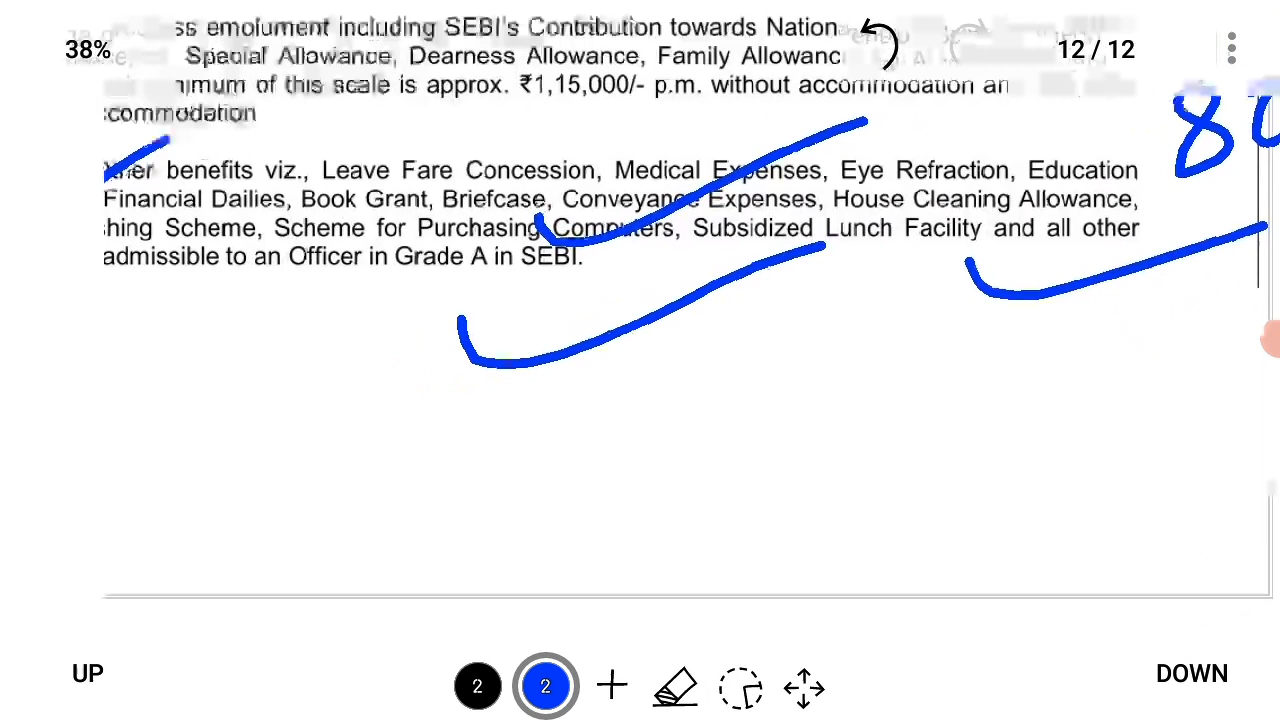 ss emolument including SEBI's Contribution towards Nation
38%
Special Allowance, Dearness Allowance, Family Allowanc
12 / 12
nimum of this scale is approx. ₹1,15,000/- p.m. without accommodation an
commodation
8
ther benefits viz., Leave Fare Concession, Medical Expenses, Eye Refraction, Education
Financial Dailies, Book Grant, Briefcase, Conveyance Expenses, House Cleaning Allowance,
hing Scheme, Scheme for Purchasing Computers, Subsidized Lunch Facility and all other
admissible to an Officer in Grade A in SEBI.
UP
2
2
DOWN